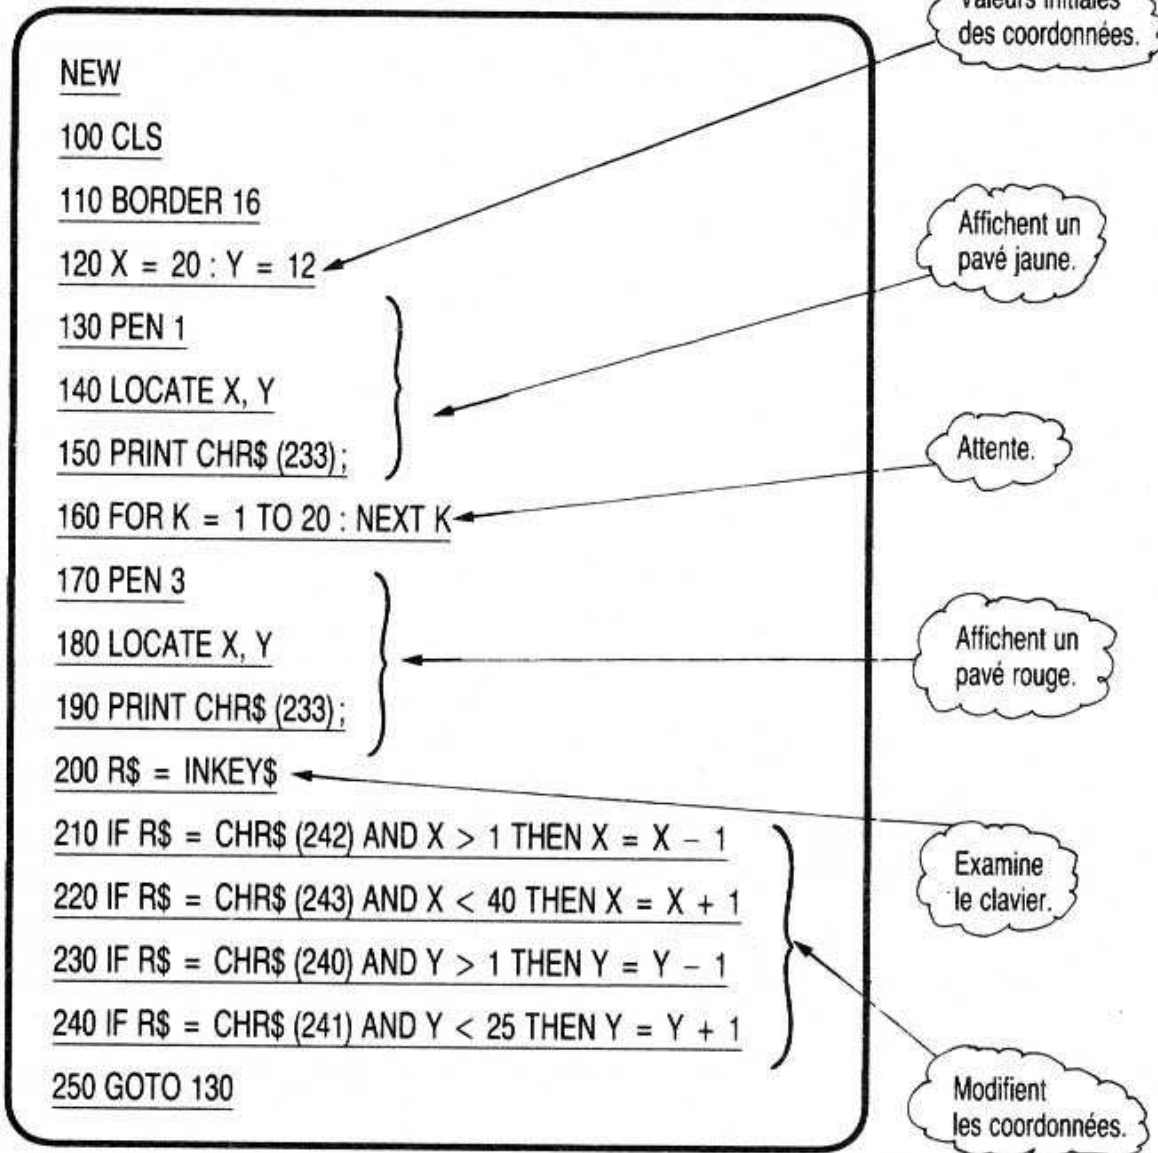 Valeurs initiales
des coordonnées.
NEW
100 CLS
110 BORDER 16
120 X = 20 : Y = 12
130 PEN 1
140 LOCATE X, Y
150 PRINT CHR$ (233);
Affichent un
pavé jaune.
160 FOR K = 1 TO 20 : NEXT K
Attente.
170 PEN 3
180 LOCATE X, Y
190 PRINT CHR$ (233);
Affichent un
pavé rouge.
200 R$ = INKEY$
Examine
le clavier.
210 IF R$ = CHR$ (242) AND X > 1 THEN X = X – 1
220 IF R$ = CHR$ (243) AND X < 40 THEN X = X + 1
230 IF R$ = CHR$ (240) AND Y > 1 THEN Y = Y – 1
240 IF R$ = CHR$ (241) AND Y < 25 THEN Y = Y + 1
Modifient
les coordonnées.
250 GOTO 130